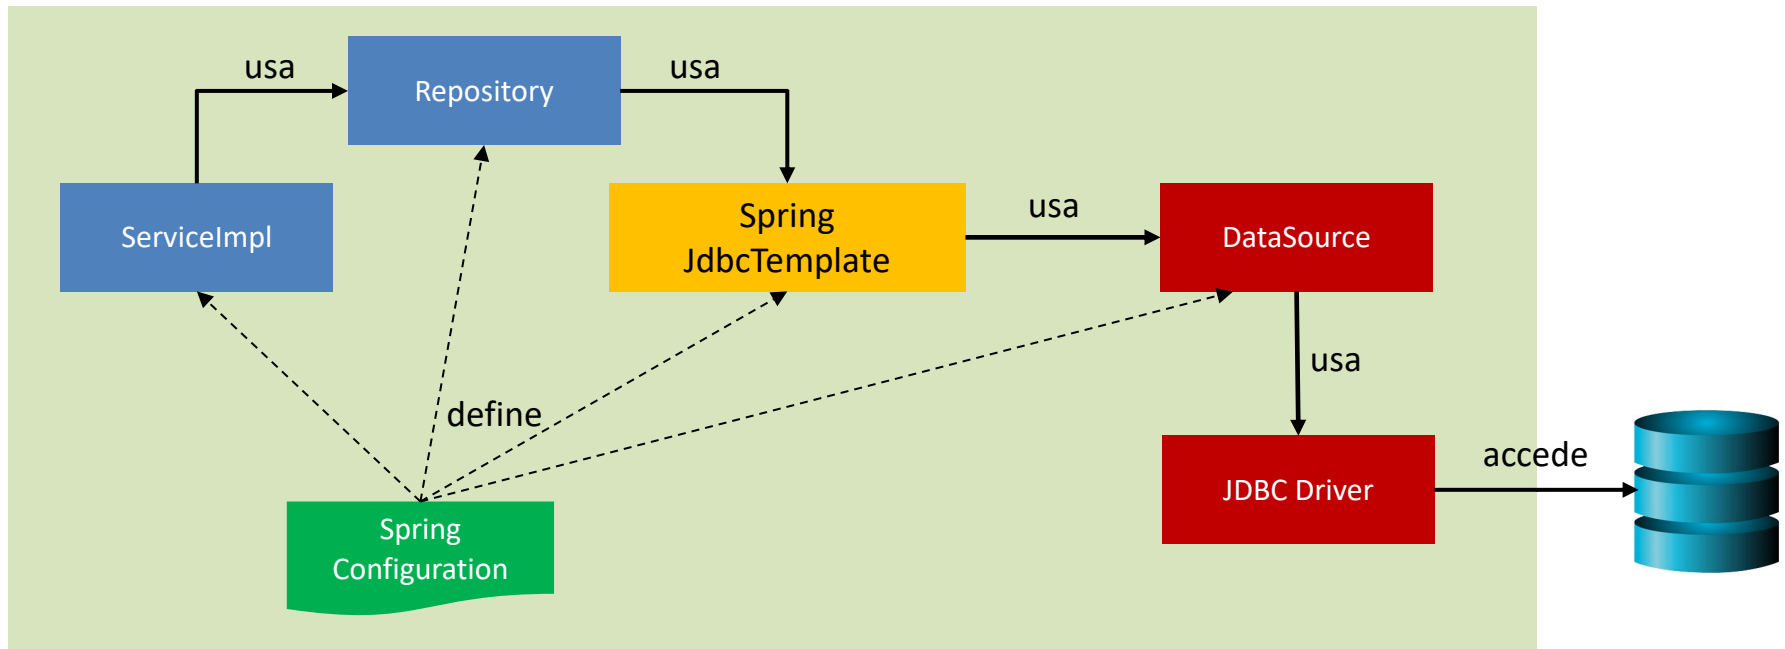 usa
Repository
usa
ServiceImpl
Spring
JdbcTemplate
usa
DataSource
usa
define
JDBC Driver
accede
Spring
Configuration